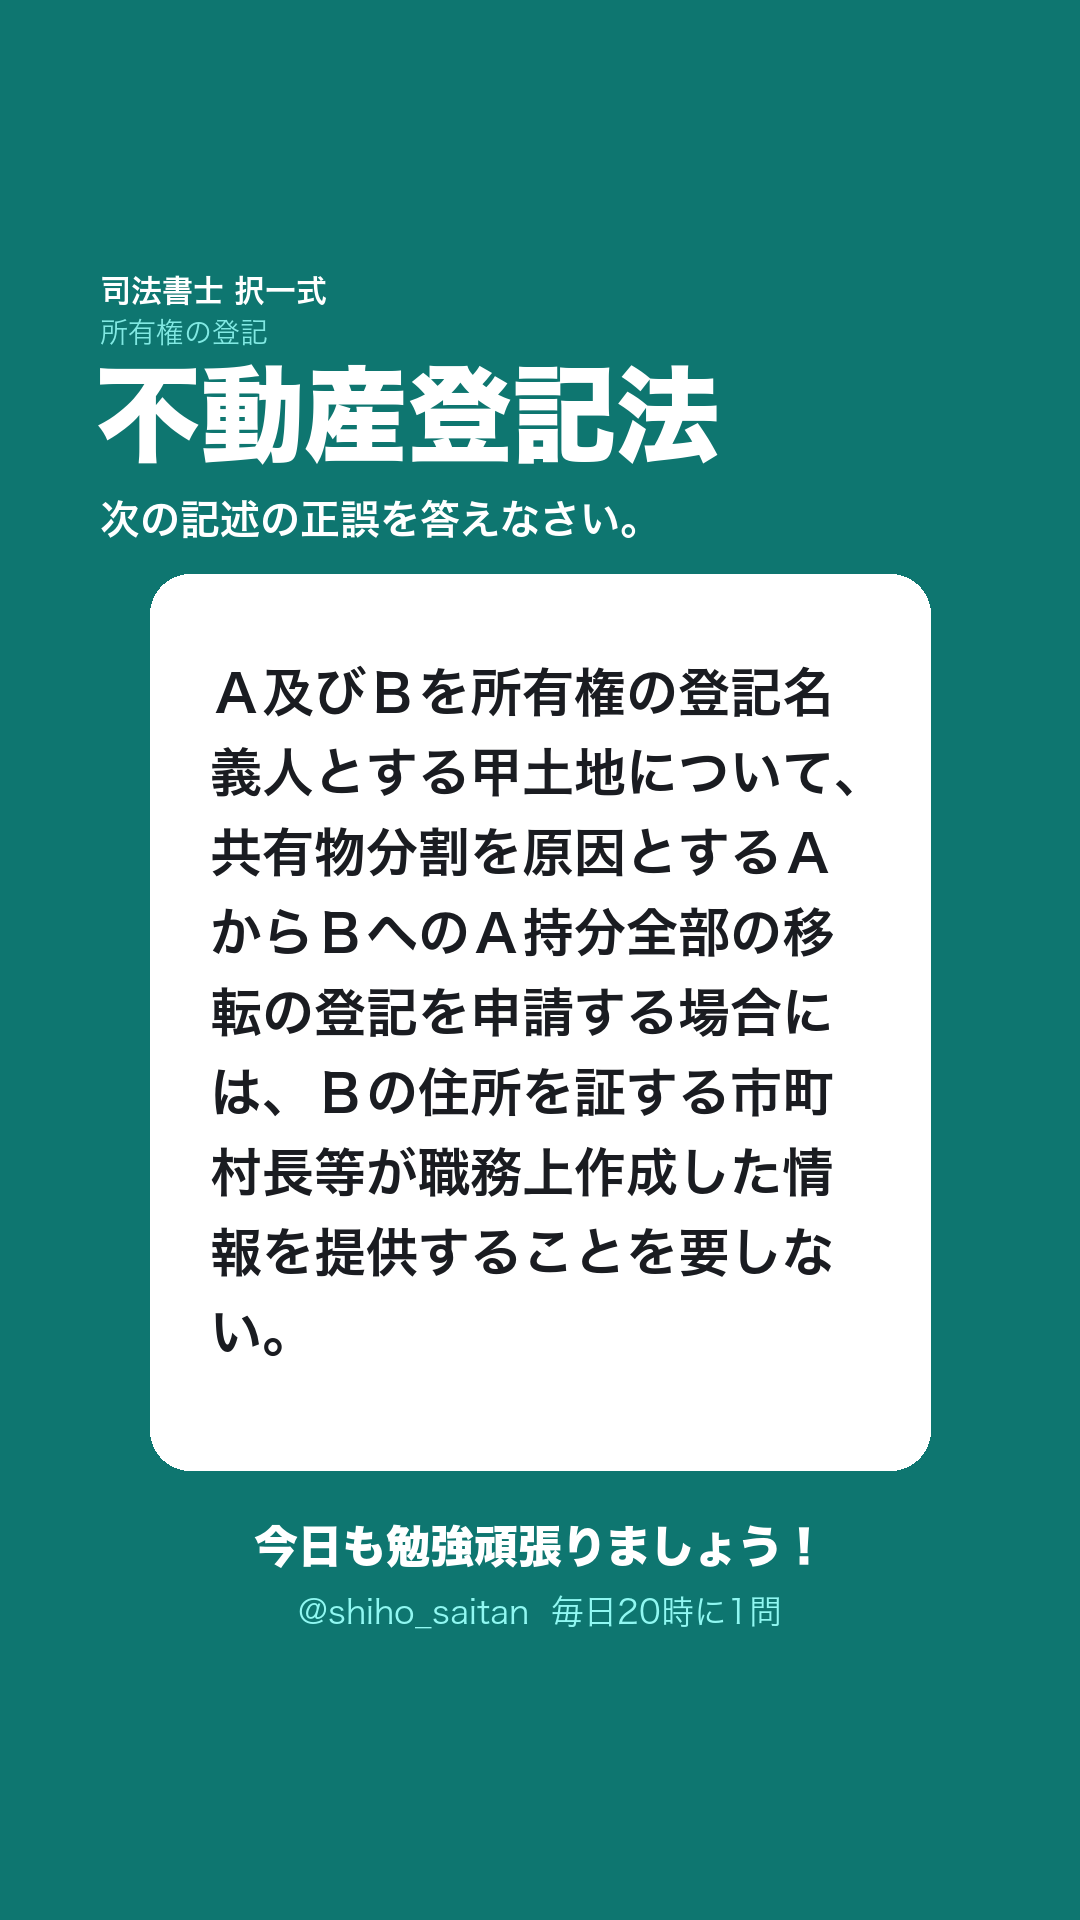 司法書士 択一式
所有権の登記
不動産登記法
次の記述の正誤を答えなさい。
Ａ及びＢを所有権の登記名
義人とする甲土地について、
共有物分割を原因とするＡ
からＢへのＡ持分全部の移
転の登記を申請する場合に
は、Ｂの住所を証する市町
村長等が職務上作成した情
報を提供することを要しな
い。
今日も勉強頑張りましょう！
@shiho_saitan 毎日20時に1問